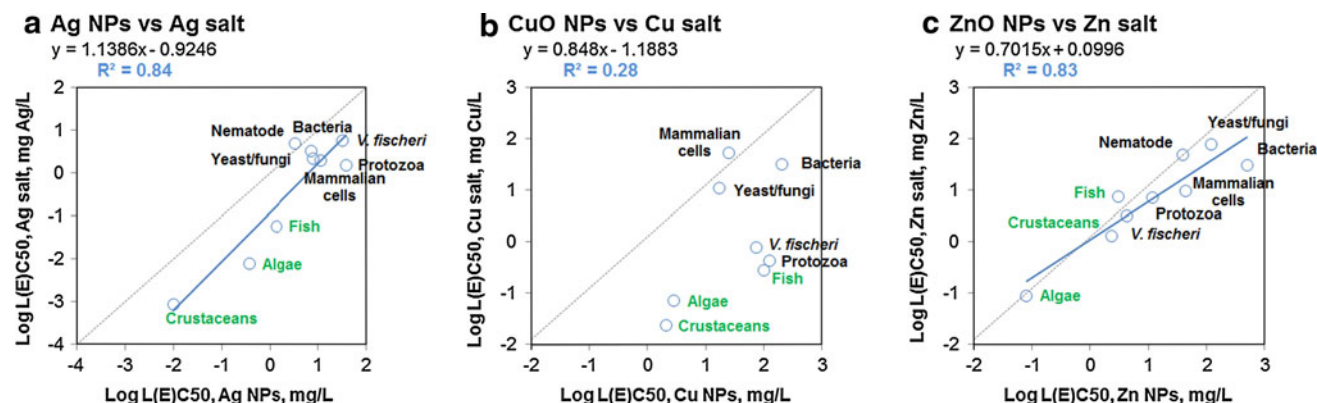 a Ag NPs vs Ag salt
y = 1.1386x - 0.9246
R² = 0.84
Log L(E)C50, Ag salt, mg Ag/L
2
1
0
-1
-2
-3
-4
Nematode
Bacteria
V. fischeri
Yeast/fungi
Protozoa
Mammalian
cells
Fish
Algae
Crustaceans
-4 -3 -2 -1 0 1 2
Log L(E)C50, Ag NPs, mg/L
b CuO NPs vs Cu salt
y = 0.848x - 1.1883
R² = 0.28
Log L(E)C50, Cu salt, mg Cu/L
3
2
1
0
-1
-2
Mammalian
cells
Bacteria
Yeast/fungi
V. fischeri
Protozoa
Fish
Algae
Crustaceans
-2 -1 0 1 2 3
Log L(E)C50, Cu NPs, mg/L
c ZnO NPs vs Zn salt
y = 0.7015x + 0.0996
R² = 0.83
Log L(E)C50, Zn salt, mg Zn/L
3
2
1
0
-1
-2
Yeast/fungi
Nematode
Bacteria
Fish
Mammalian
cells
Crustaceans
Protozoa
V. fischeri
Algae
-2 -1 0 1 2 3
Log L(E)C50, Zn NPs, mg/L